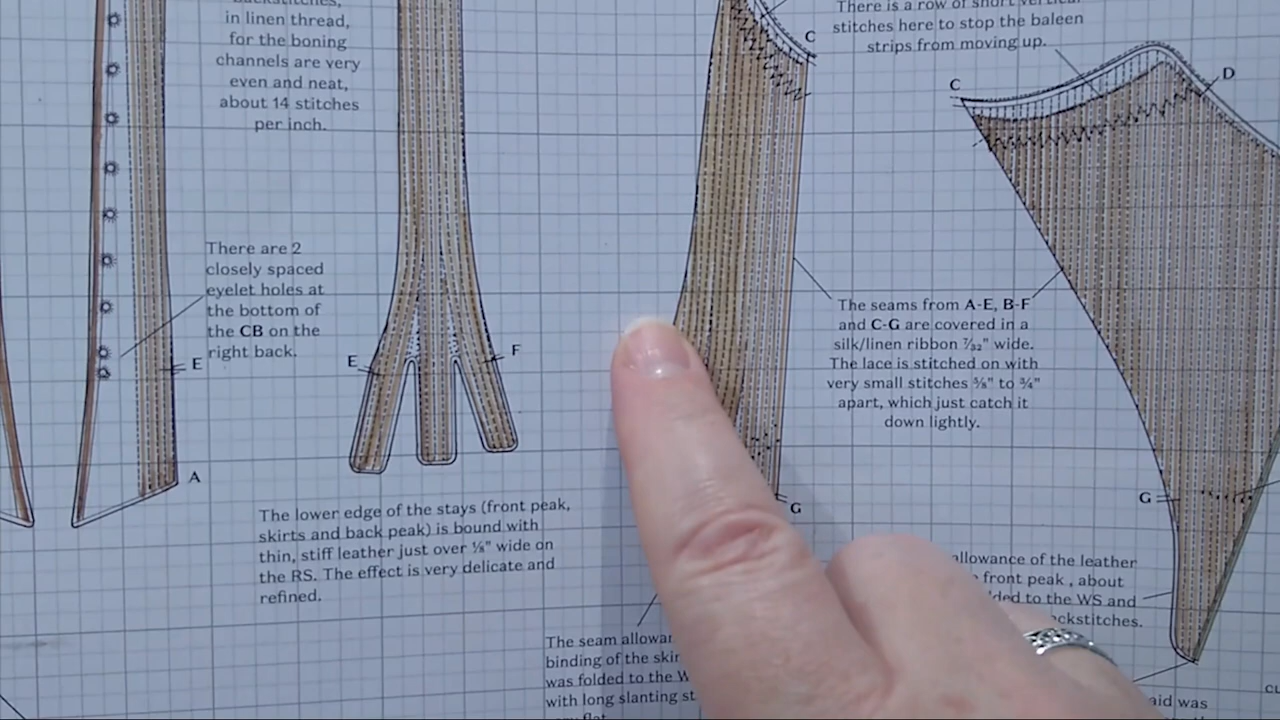 in linen thread,
for the boning
channels are very
even and neat,
about 14 stitches
per inch.
There are 2
closely spaced
eyelet holes at
the bottom of
the CB on the
right back.
E
A
E
F
The lower edge of the stays (front peak,
skirts and back peak) is bound with
thin, stiff leather just over ⅛" wide on
the RS. The effect is very delicate and
refined.
There is a row of short vertical
stitches here to stop the baleen
strips from moving up.
C
C
D
The seams from A-E, B-F
and C-G are covered in a
silk/linen ribbon 7/32" wide.
The lace is stitched on with
very small stitches ⅝" to ¾"
apart, which just catch it
down lightly.
G
G
The seam
binding of the
was folded to the
with long slanting
allowance of the leather
front peak, about
to the WS and
aid was